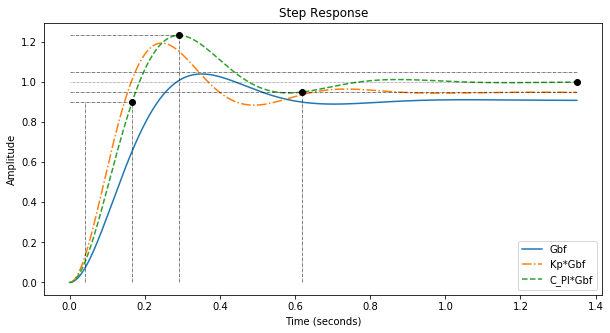 Step Response
Amplitude
1.2
1.0
0.8
0.6
0.4
0.2
0.0
0.0 0.2 0.4 0.6 0.8 1.0 1.2 1.4
Time (seconds)
Gbf
Kp*Gbf
C_PI*Gbf